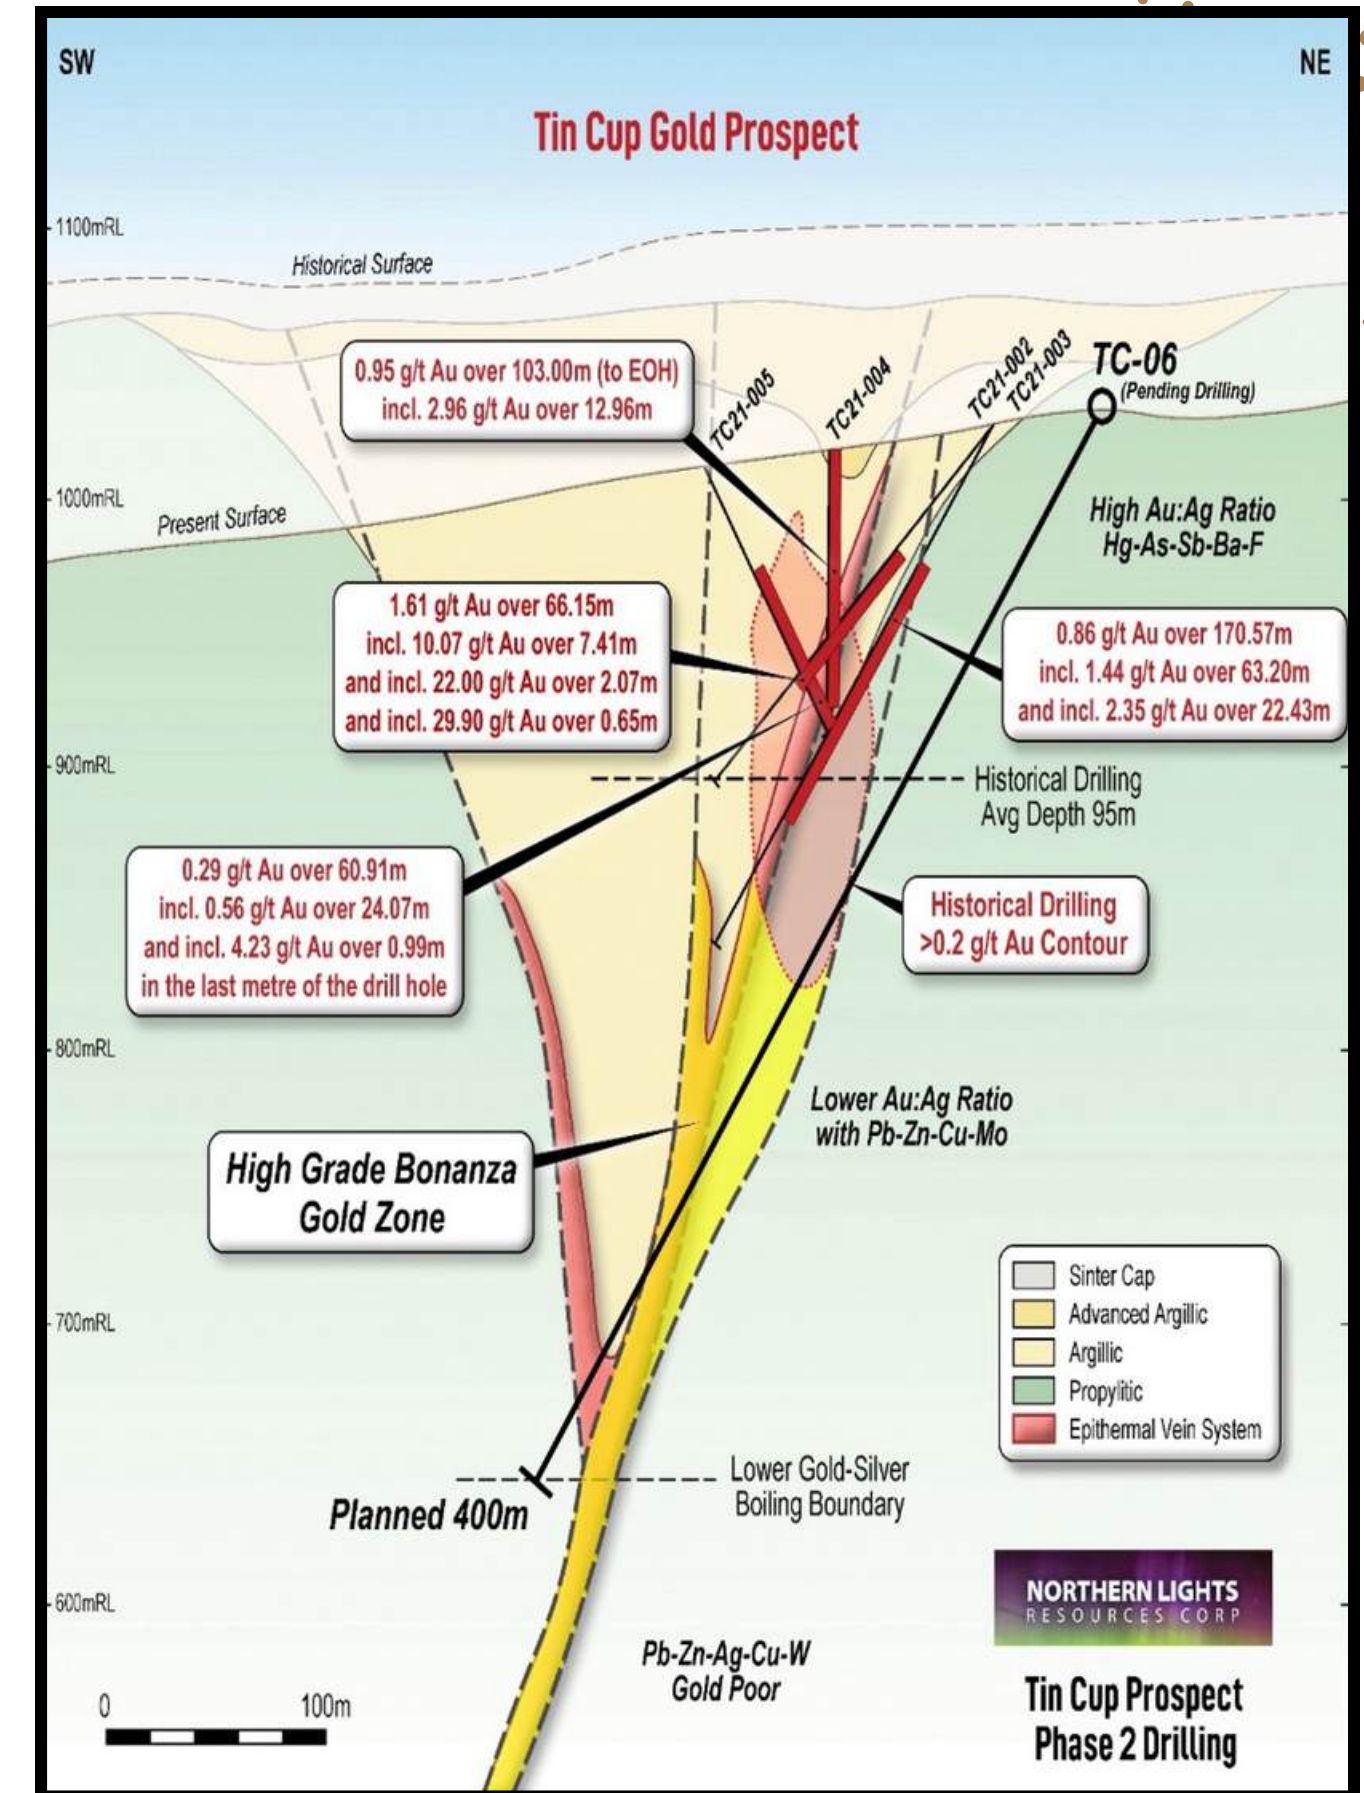 SW
NE
Tin Cup Gold Prospect
1100mRL
Historical Surface
0.95 g/t Au over 103.00m (to EOH)
incl. 2.96 g/t Au over 12.96m
TC21-005
TC21-004
TC21-002
TC21-003
TC-06
(Pending Drilling)
1000mRL
Present Surface
High Au:Ag Ratio
Hg-As-Sb-Ba-F
1.61 g/t Au over 66.15m
incl. 10.07 g/t Au over 7.41m
and incl. 22.00 g/t Au over 2.07m
and incl. 29.90 g/t Au over 0.65m
0.86 g/t Au over 170.57m
incl. 1.44 g/t Au over 63.20m
and incl. 2.35 g/t Au over 22.43m
900mRL
Historical Drilling
Avg Depth 95m
0.29 g/t Au over 60.91m
incl. 0.56 g/t Au over 24.07m
and incl. 4.23 g/t Au over 0.99m
in the last metre of the drill hole
Historical Drilling
>0.2 g/t Au Contour
800mRL
Lower Au:Ag Ratio
with Pb-Zn-Cu-Mo
High Grade Bonanza
Gold Zone
700mRL
Sinter Cap
Advanced Argillic
Argillic
Propylitic
Epithermal Vein System
Lower Gold-Silver
Boiling Boundary
Planned 400m
600mRL
NORTHERN LIGHTS
RESOURCES CORP
Pb-Zn-Ag-Cu-W
Gold Poor
0 100m
Tin Cup Prospect
Phase 2 Drilling